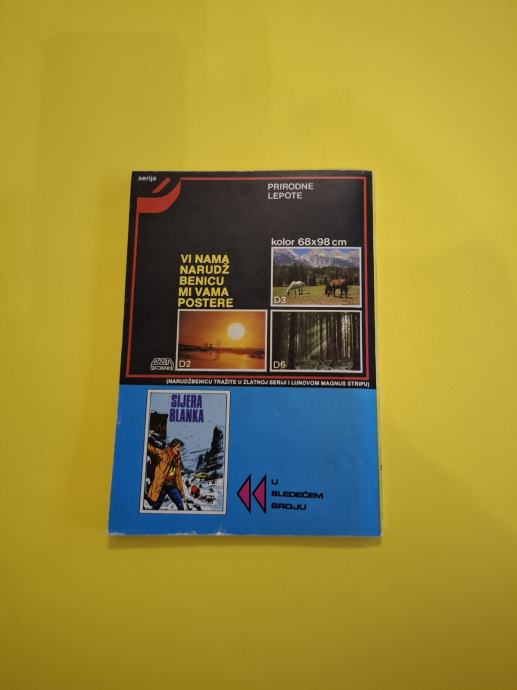 serija
PRIRODNE
LEPOTE
kolor 68x98 cm
VI NAMA
NARUDŽ
BENICU
MI VAMA
POSTERE
D3
D2
D6
(NARUDŽBENICU TRAŽITE U ZLATNOJ SERIJI I LUNOVOM MAGNUS STRIPU)
SIJERA
BLANKA
U
SLEDEĆEM
BROJU